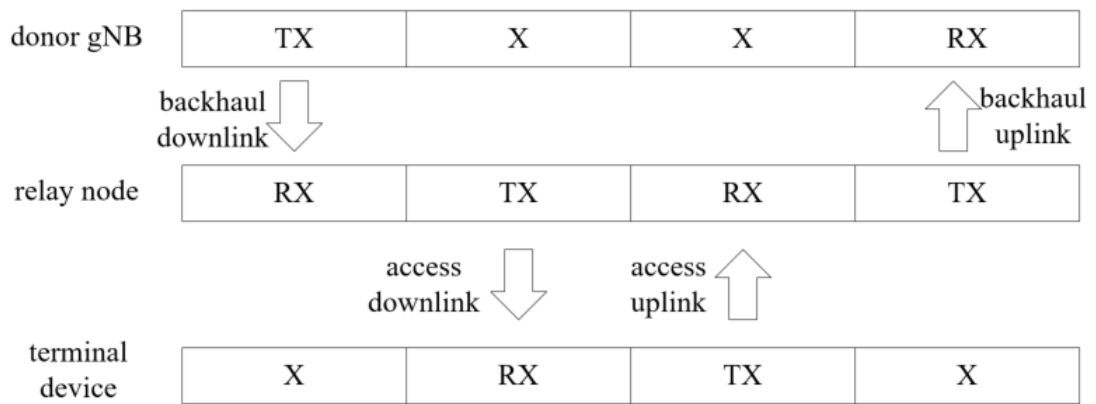 donor gNB TX X X RX
backhaul
downlink
backhaul
uplink
relay node RX TX RX TX
access
downlink
access
uplink
terminal
device
X RX TX X